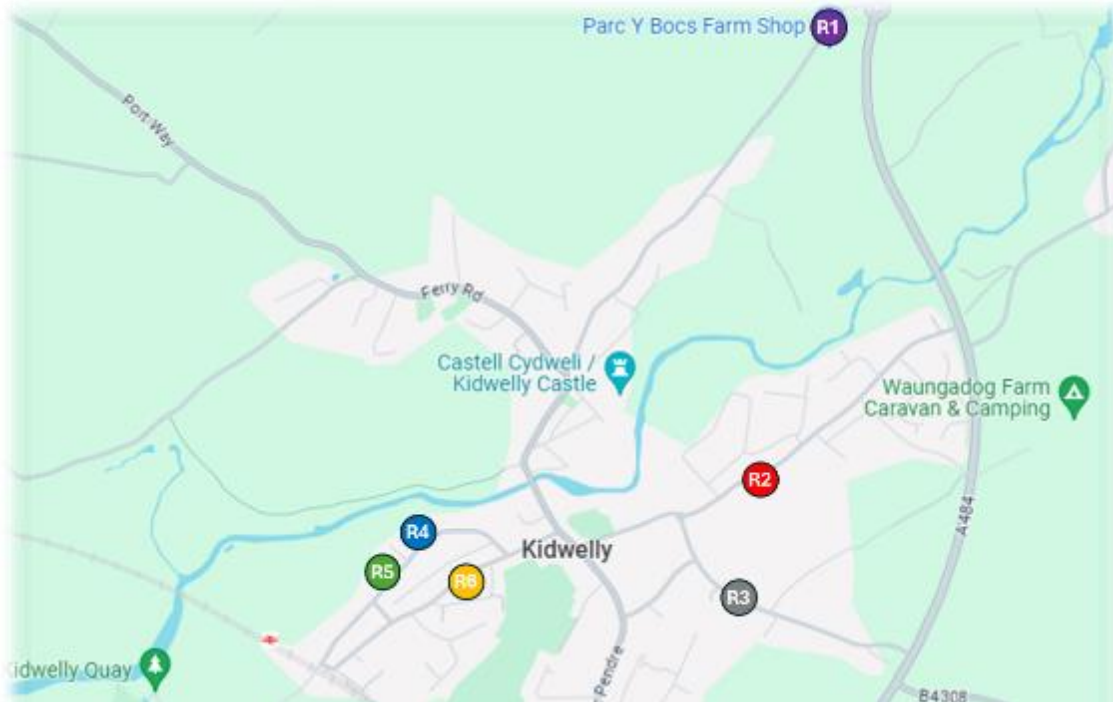 Parc Y Bocs Farm Shop
R1
Port Way
Ferry Rd
Castell Cydweli /
Kidwelly Castle
Waungadog Farm
Caravan & Camping
R2
A484
R4
Kidwelly
R5
R6
R3
Kidwelly Quay
Pendre
B4308